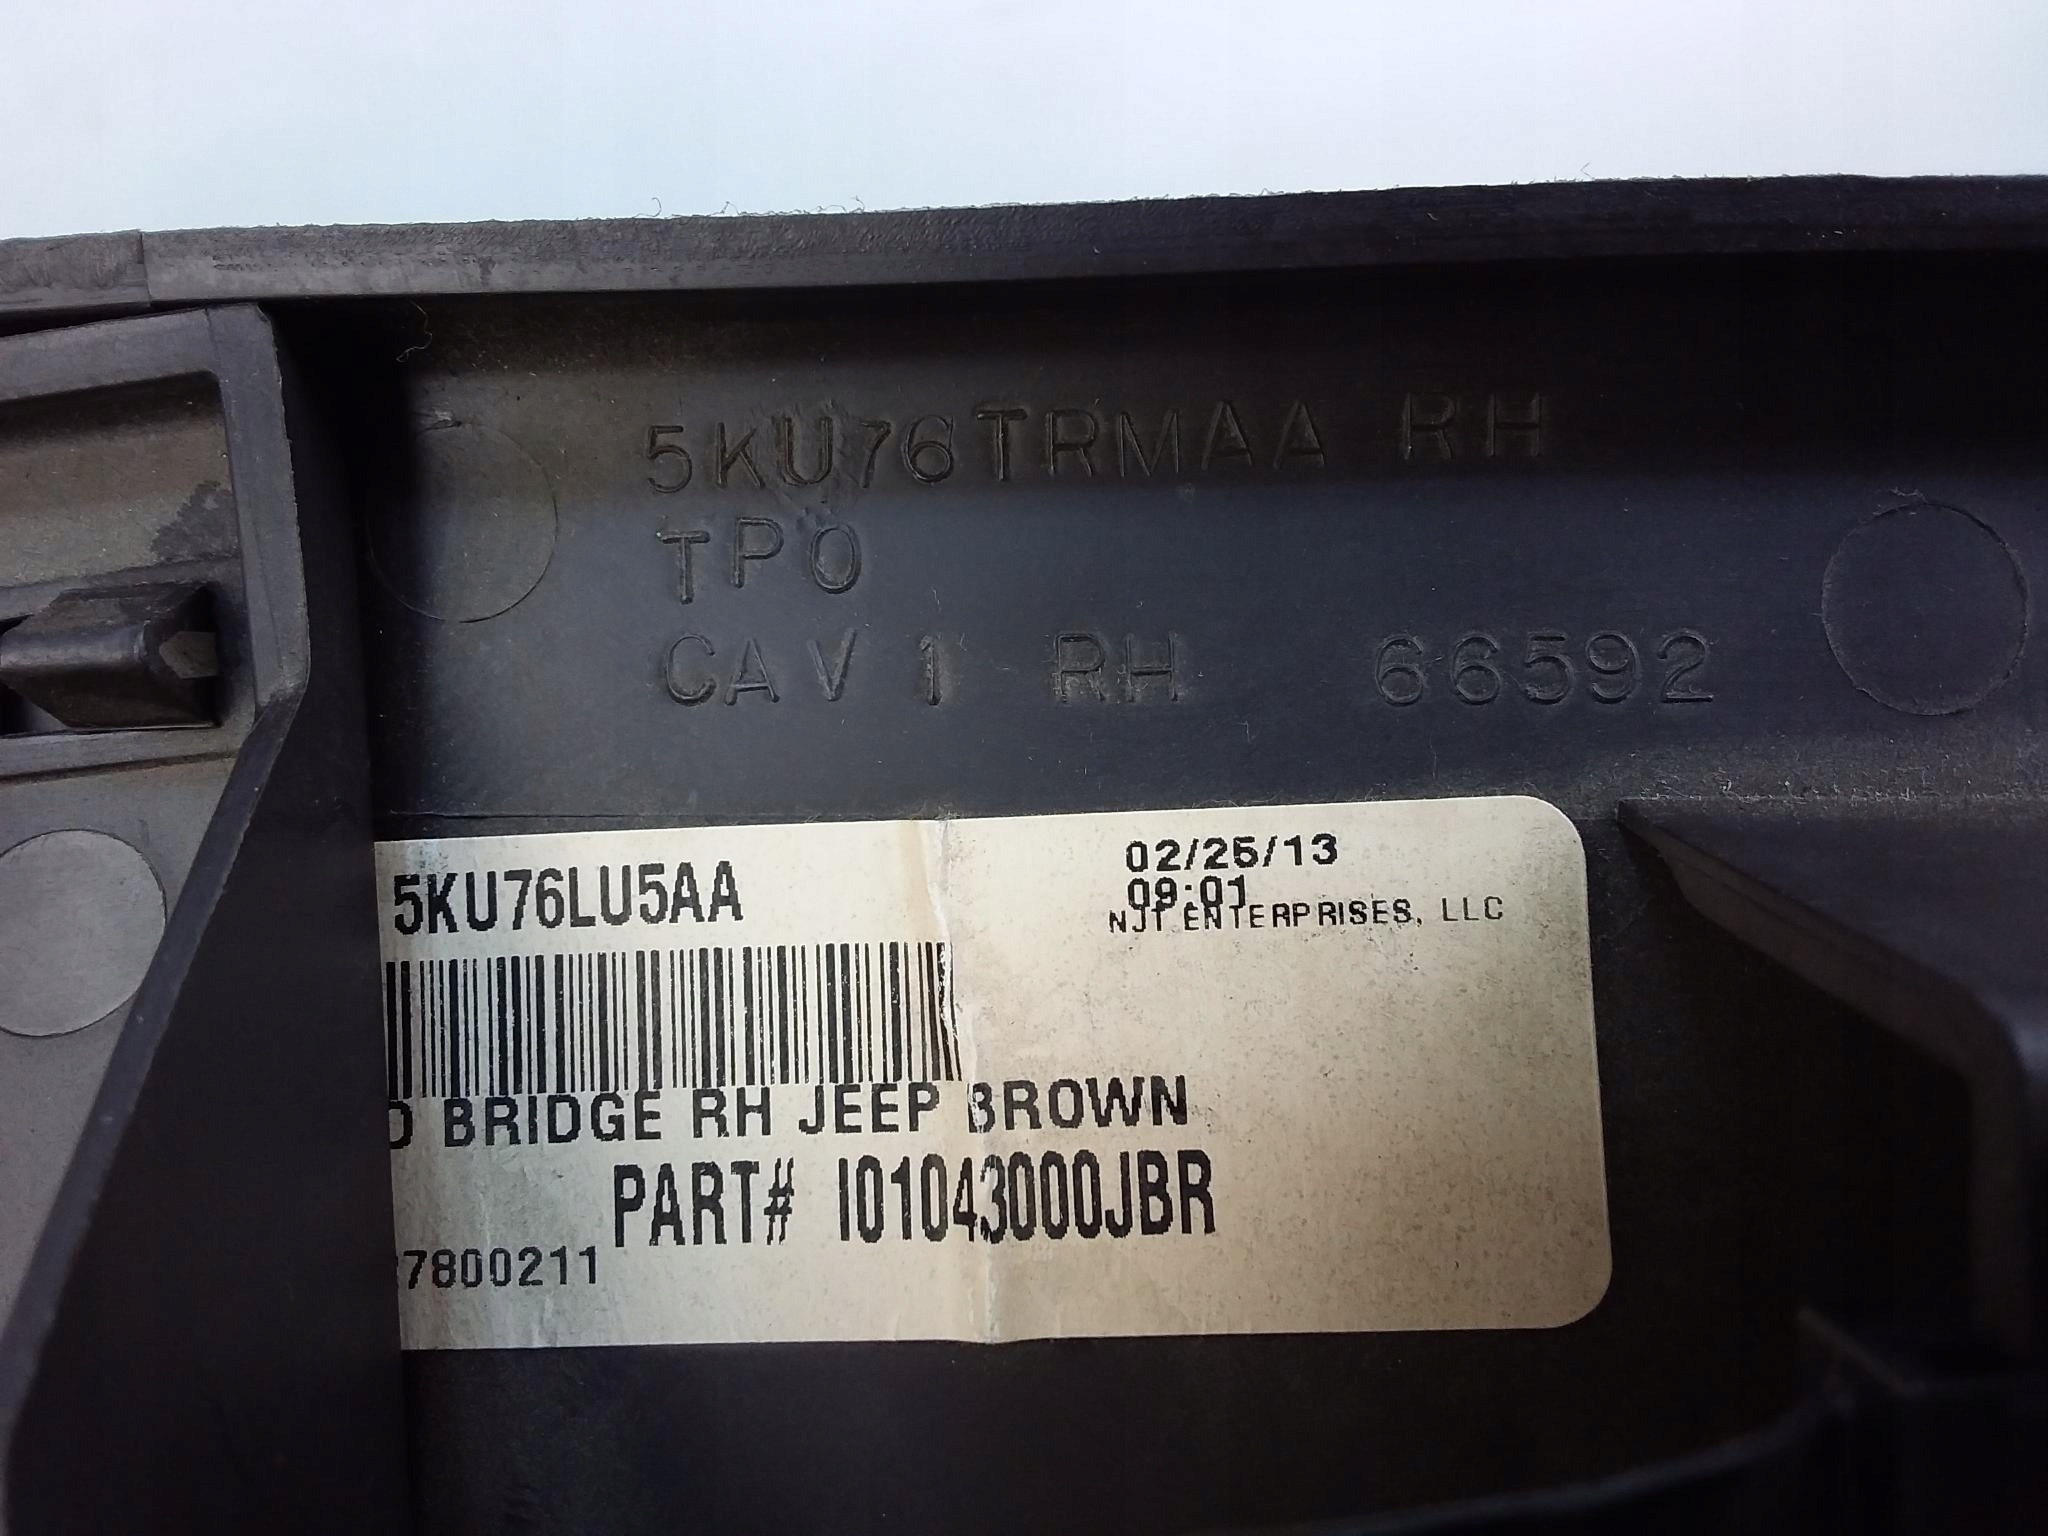 5KU76TRMAA RH
TPO
CAV 1 RH 66592
5KU76LU5AA
02/25/13
09:01
NJT ENTERPRISES, LLC
BRIDGE RH JEEP BROWN
PART# I01043000JBR
7800211